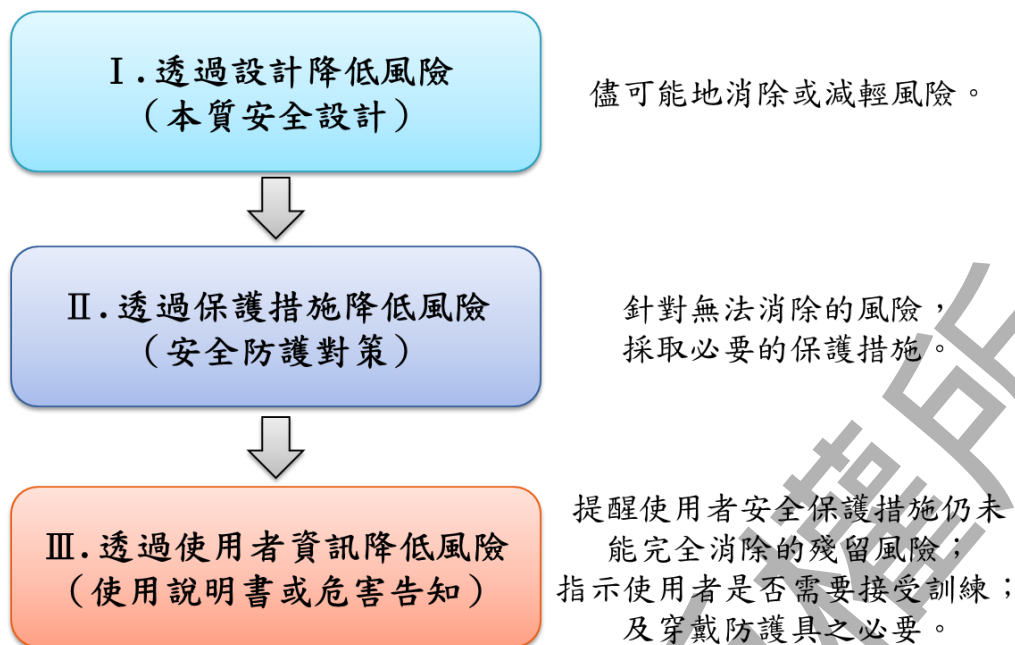 Ⅰ.透過設計降低風險
(本質安全設計)
儘可能地消除或減輕風險。
Ⅱ.透過保護措施降低風險
(安全防護對策)
針對無法消除的風險,
採取必要的保護措施。
Ⅲ.透過使用者資訊降低風險
(使用說明書或危害告知)
提醒使用者安全保護措施仍未
能完全消除的殘留風險;
指示使用者是否需要接受訓練;
及穿戴防護具之必要。